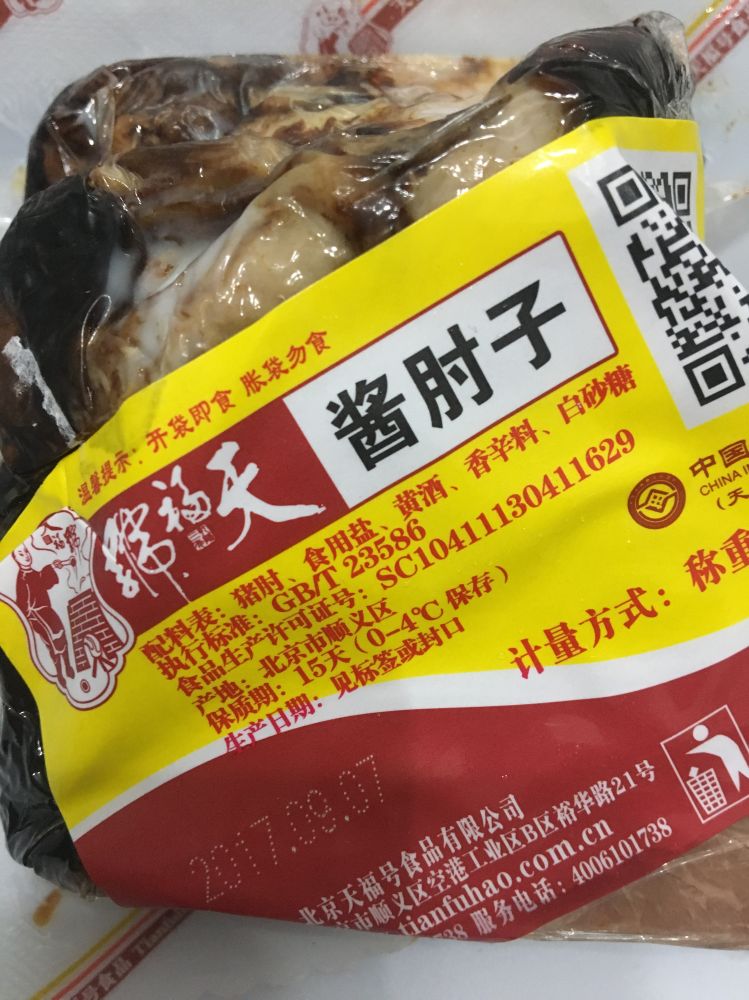 温馨提示：开袋即食 胀袋勿食
酱肘子
天福号
配料表：猪肘、食用盐、黄酒、香辛料、白砂糖
执行标准：GB/T 23586
食品生产许可证号：SC10411130411629
产地：北京市顺义区
保质期：15天（0-4℃保存）
生产日期：见标签或封口
中国
CHINA
（天
计量方式：称重
2017.09.07
北京天福号食品有限公司
市顺义区空港工业区B区裕华路21号
tianfuhao.com.cn
38 服务电话：4006101738